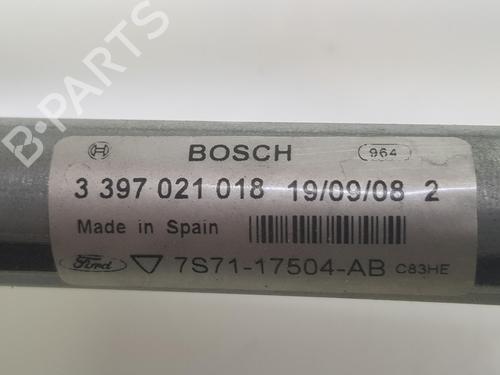 B-PARTS
BOSCH 964
3 397 021 018 19/09/08 2
Made in Spain
Ford 7S71-17504-AB C83HE